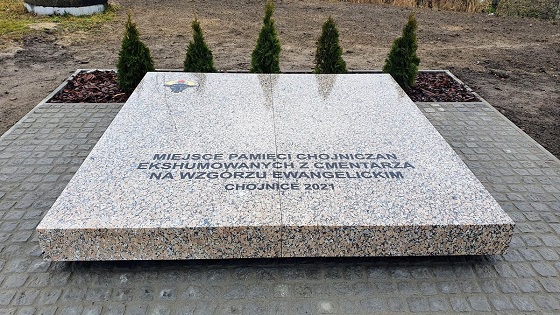 MIEJSCE PAMIĘCI CHOJNICZAN
EKSHUMOWANYCH Z CMENTARZA
NA WZGÓRZU EWANGELICKIM
CHOJNICE 2021